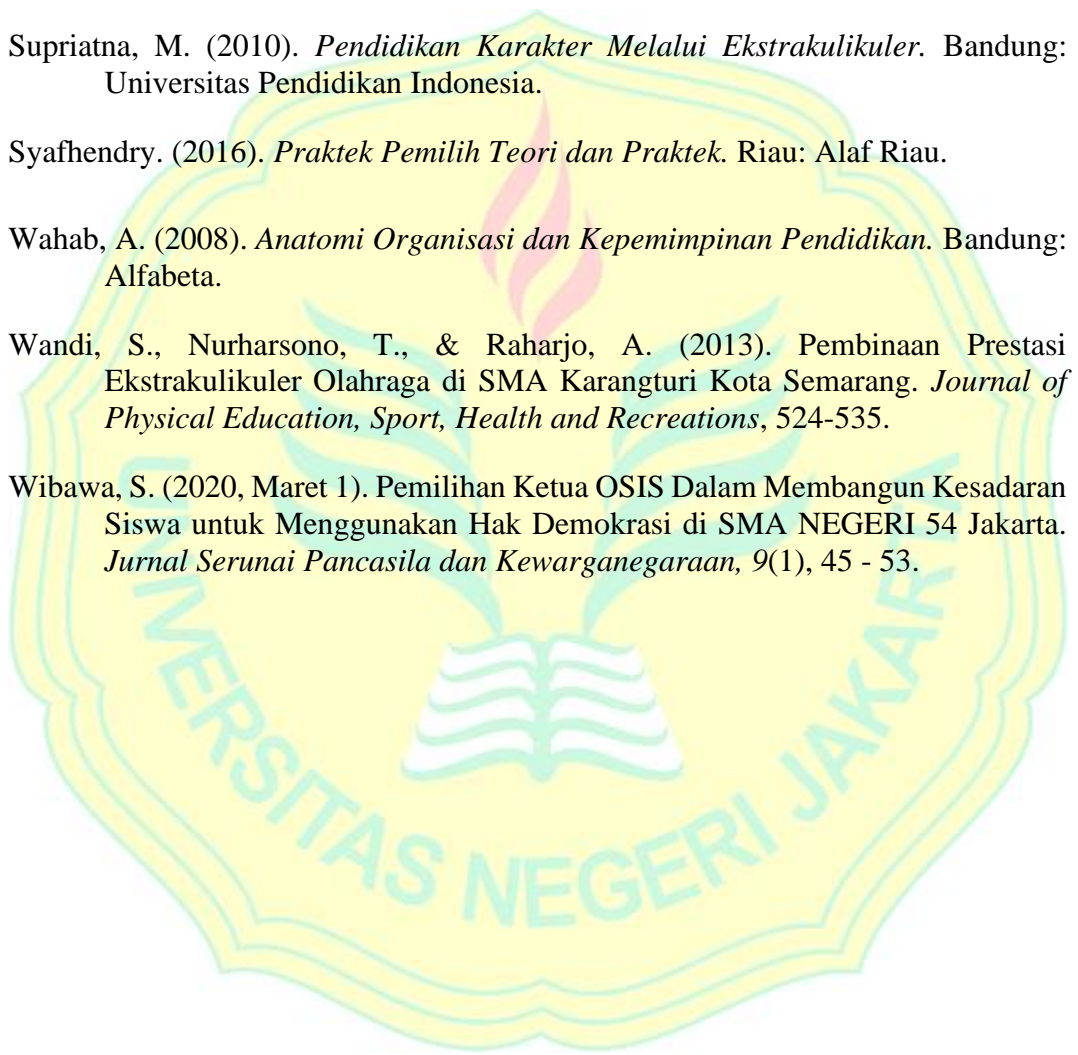 Supriatna, M. (2010). Pendidikan Karakter Melalui Ekstrakulikuler. Bandung:
Universitas Pendidikan Indonesia.
Syafhendry. (2016). Praktek Pemilih Teori dan Praktek. Riau: Alaf Riau.
Wahab, A. (2008). Anatomi Organisasi dan Kepemimpinan Pendidikan. Bandung:
Alfabeta.
Wandi, S., Nurharsono, T., & Raharjo, A. (2013). Pembinaan Prestasi
Ekstrakulikuler Olahraga di SMA Karangturi Kota Semarang. Journal of
Physical Education, Sport, Health and Recreations, 524-535.
Wibawa, S. (2020, Maret 1). Pemilihan Ketua OSIS Dalam Membangun Kesadaran
Siswa untuk Menggunakan Hak Demokrasi di SMA NEGERI 54 Jakarta.
Jurnal Serunai Pancasila dan Kewarganegaraan, 9(1), 45 - 53.
UNIVERSITAS NEGERI JAKARTA